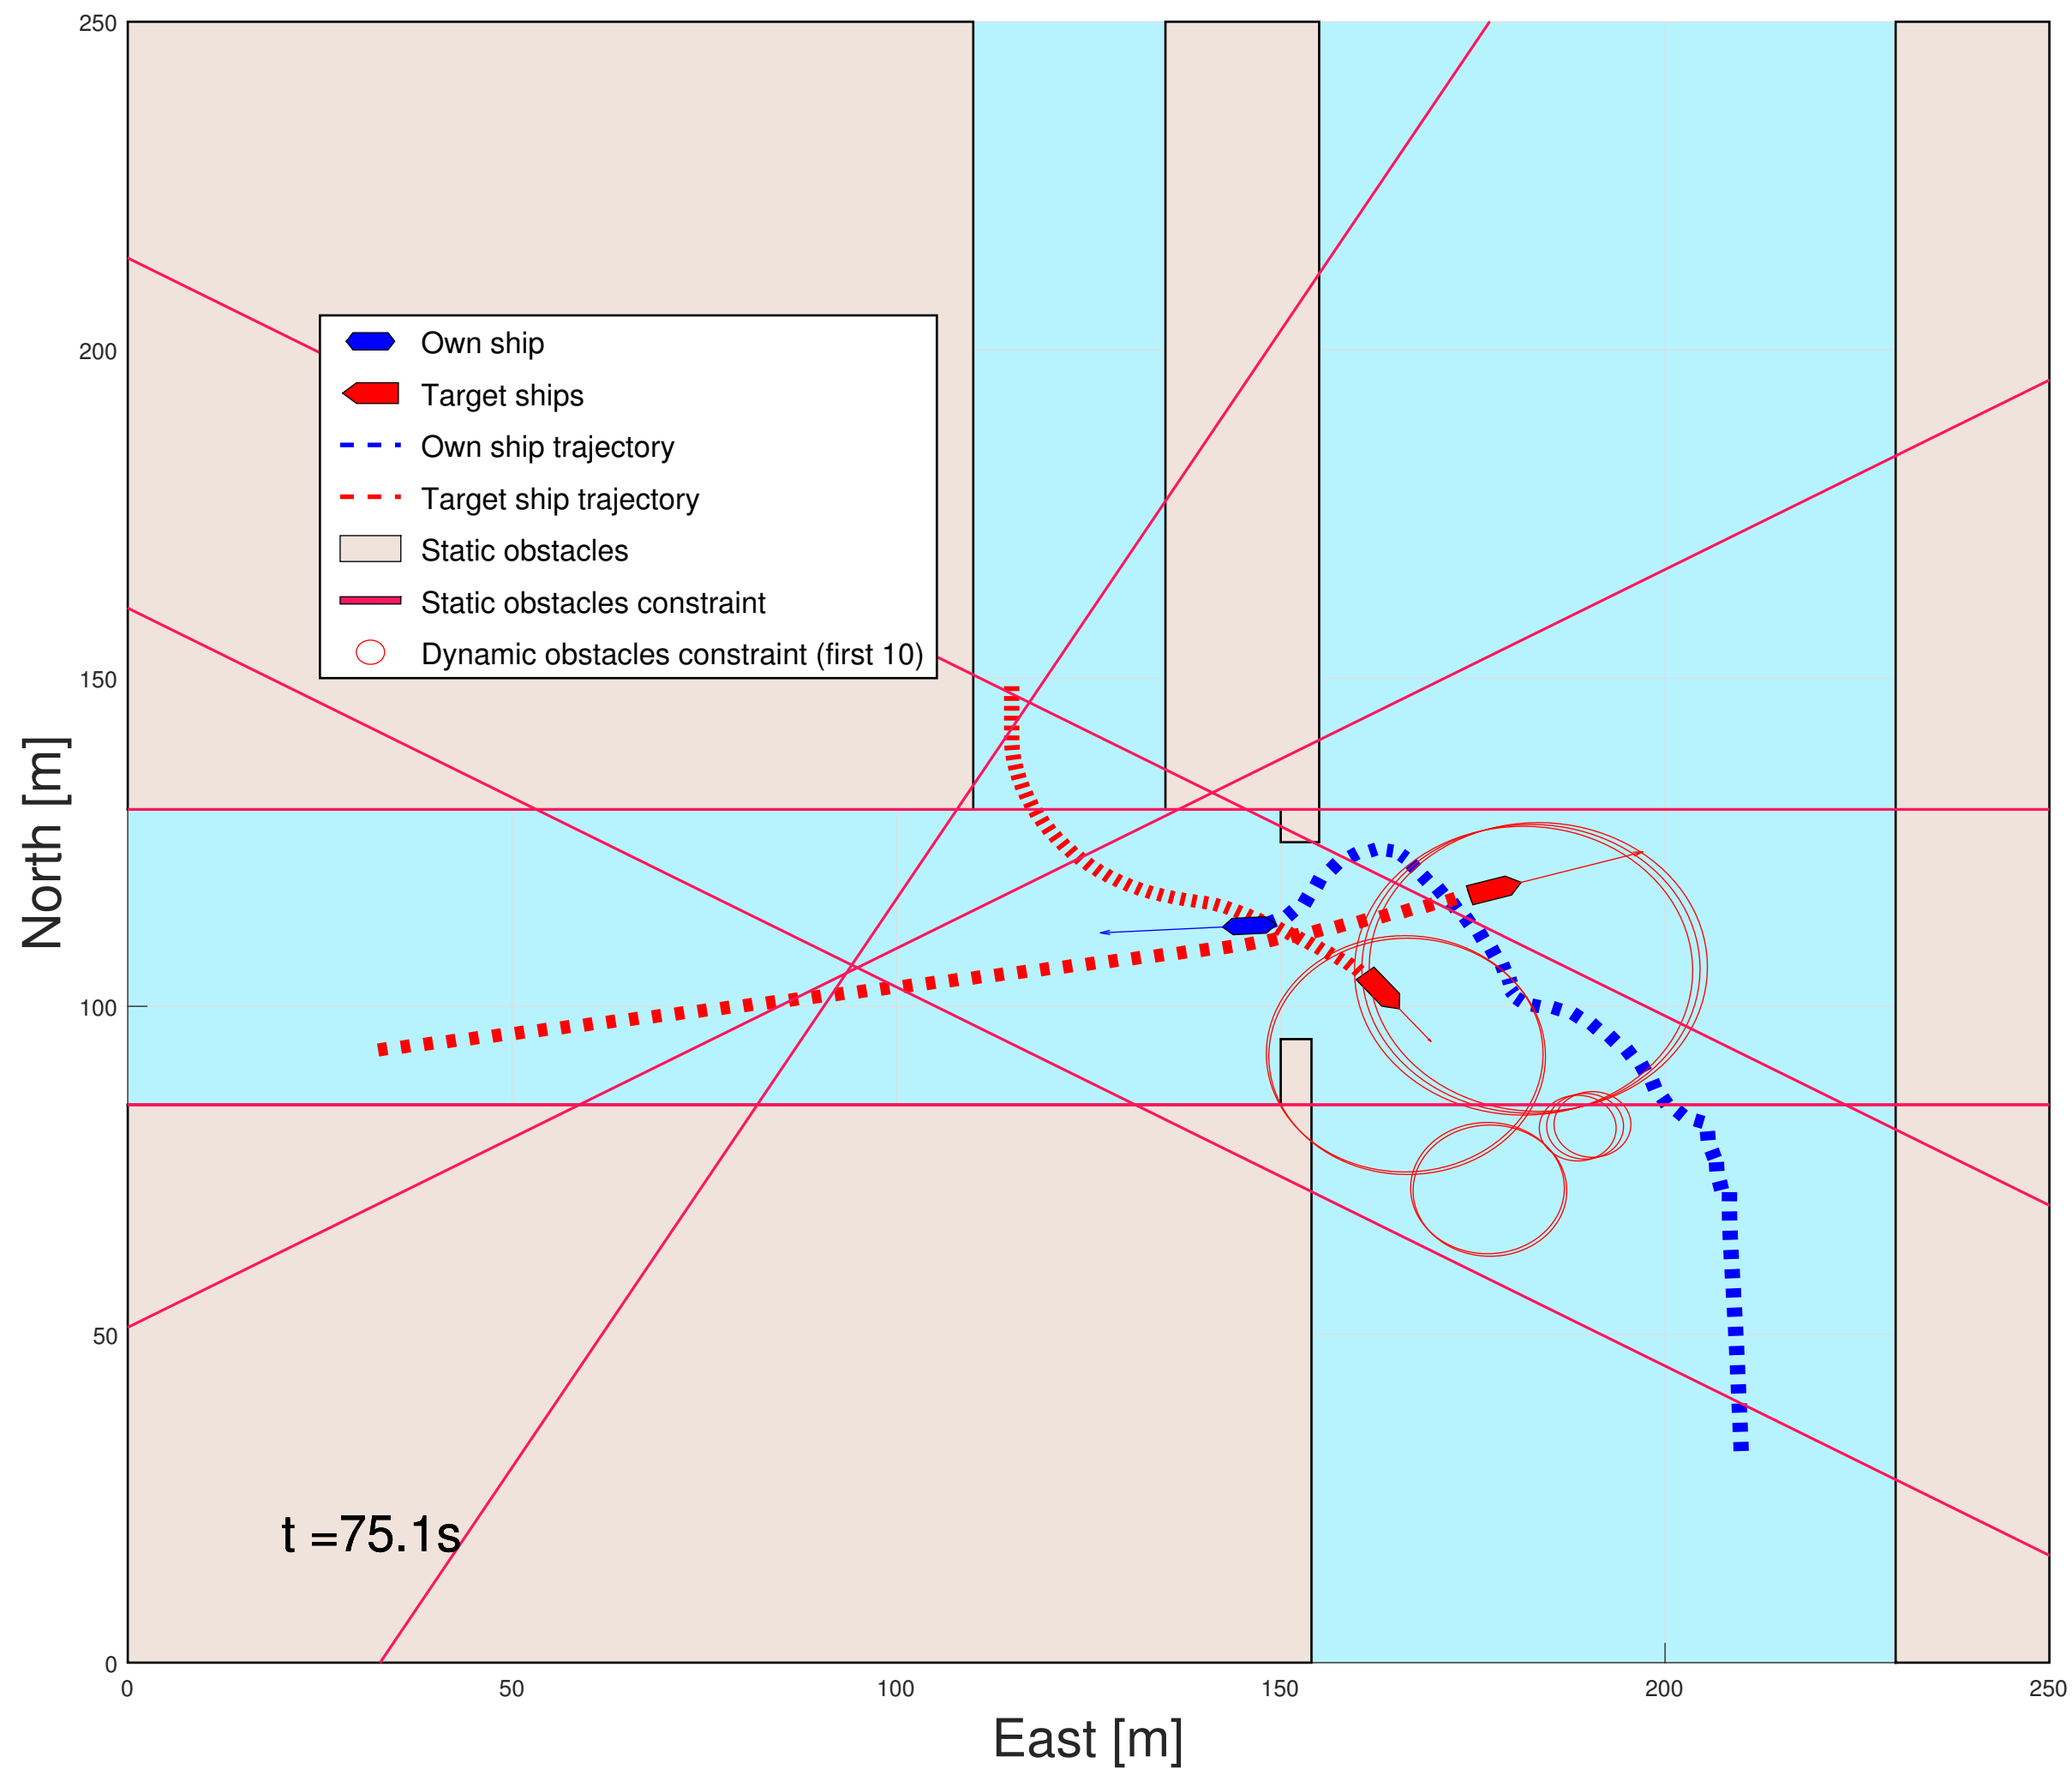 250
200
150
100
50
0
North [m]
Own ship
Target ships
Own ship trajectory
Target ship trajectory
Static obstacles
Static obstacles constraint
Dynamic obstacles constraint (first 10)
t =75.1s
0
50
100
150
200
250
East [m]